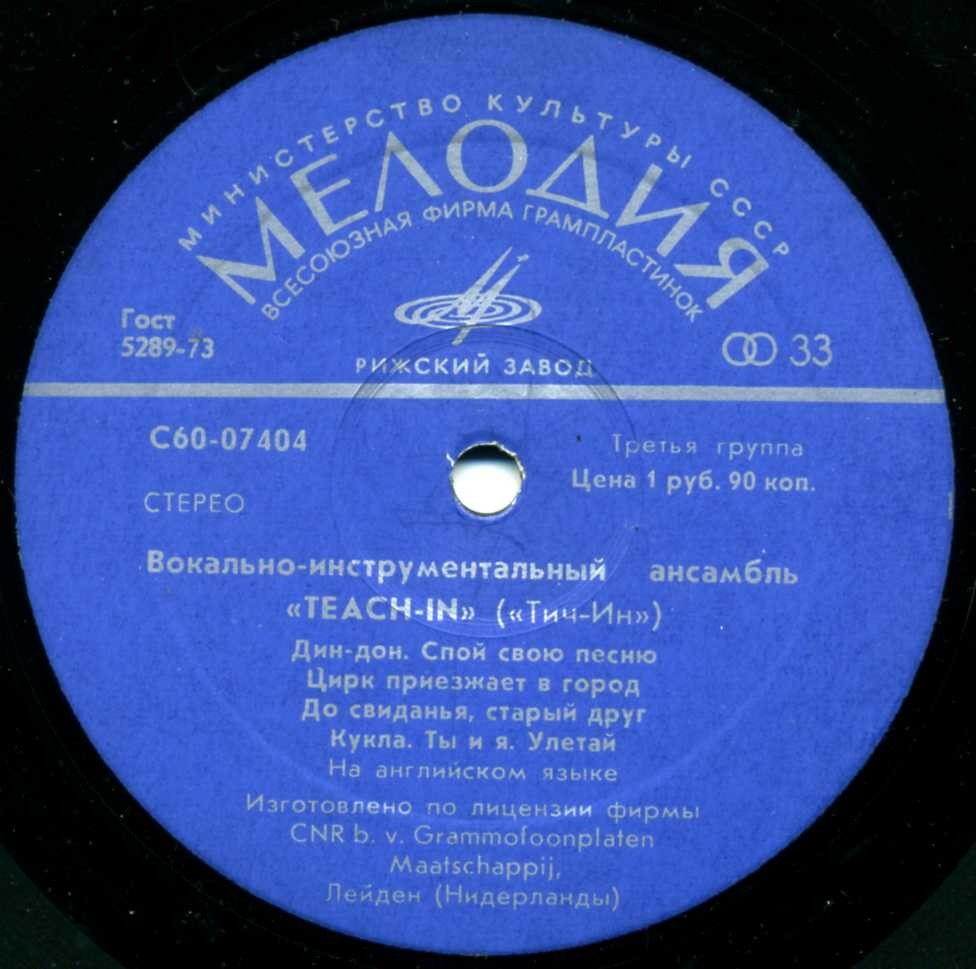 МИНИСТЕРСТВО КУЛЬТУРЫ СССР
МЕЛОДИЯ
ВСЕСОЮЗНАЯ ФИРМА ГРАМПЛАСТИНОК
Гост
5289-73
РИЖСКИЙ ЗАВОД
33
С60-07404
Третья группа
Цена 1 руб. 90 коп.
СТЕРЕО
Вокально-инструментальный ансамбль
«TEACH-IN» («Тич-Ин»)
Дин-дон. Спой свою песню
Цирк приезжает в город
До свиданья, старый друг
Кукла. Ты и я. Улетай
На английском языке
Изготовлено по лицензии фирмы
CNR b. v. Grammofoonplaten
Maatschappij,
Лейден (Нидерланды)